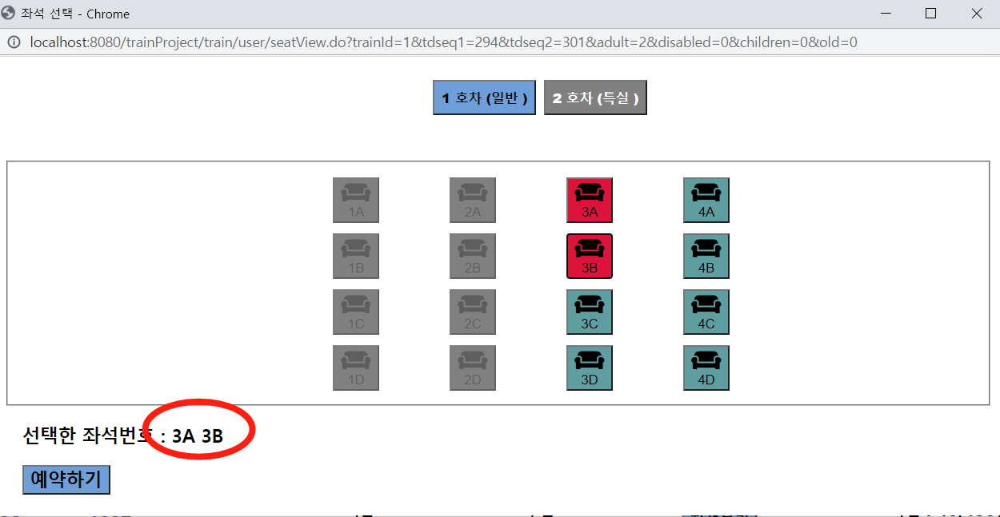 좌석 선택 - Chrome
localhost:8080/trainProject/train/user/seatView.do?trainId=1&tdseq1=294&tdseq2=301&adult=2&disabled=0&children=0&old=0
1 호차 (일반 ) 2 호차 (특실 )
1A 2A 3A 4A
1B 2B 3B 4B
1C 2C 3C 4C
1D 2D 3D 4D
선택한 좌석번호 : 3A 3B
예약하기